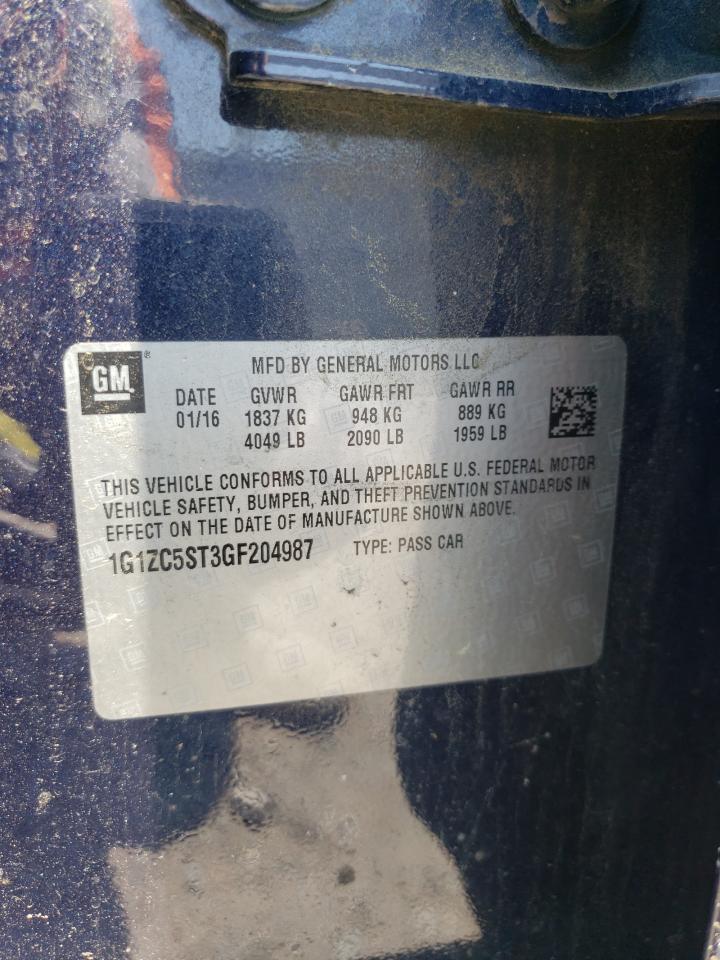 GM ®
MFD BY GENERAL MOTORS LLC
DATE GVWR GAWR FRT GAWR RR
01/16 1837 KG 948 KG 889 KG
4049 LB 2090 LB 1959 LB
THIS VEHICLE CONFORMS TO ALL APPLICABLE U.S. FEDERAL MOTOR
VEHICLE SAFETY, BUMPER, AND THEFT PREVENTION STANDARDS IN
EFFECT ON THE DATE OF MANUFACTURE SHOWN ABOVE.
1G1ZC5ST3GF204987 TYPE: PASS CAR